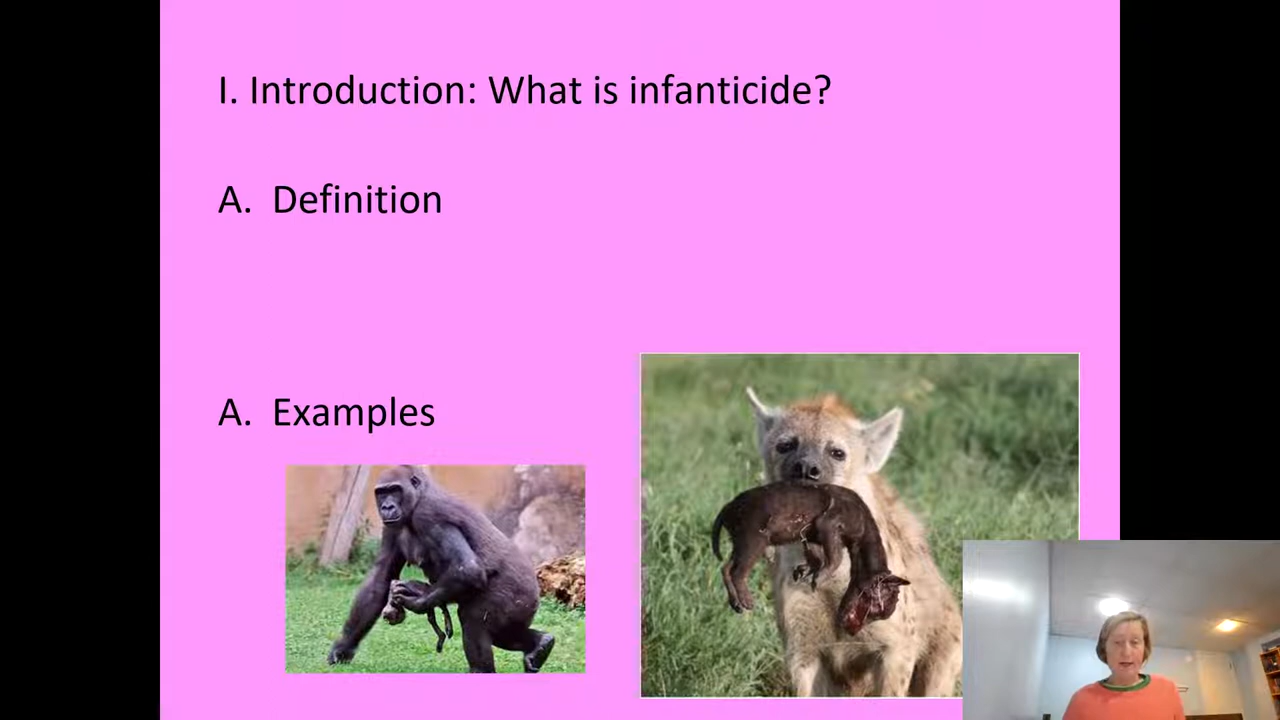 I. Introduction: What is infanticide?
A. Definition
A. Examples